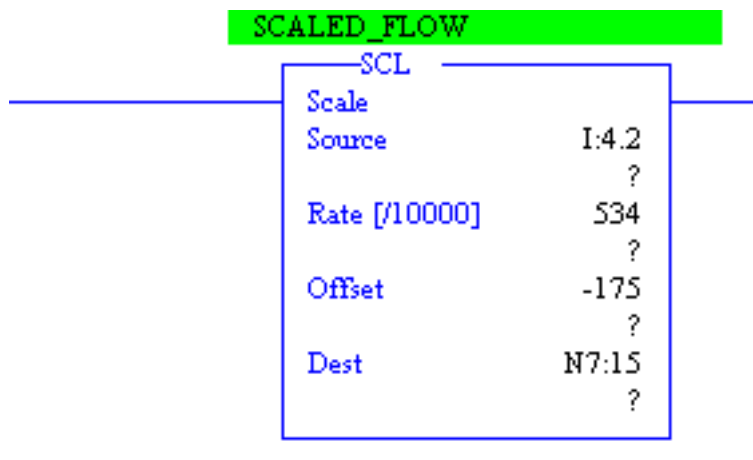 SCALED_FLOW
SCL
Scale
Source I:4.2
?
Rate [/10000] 534
?
Offset -175
?
Dest N7:15
?